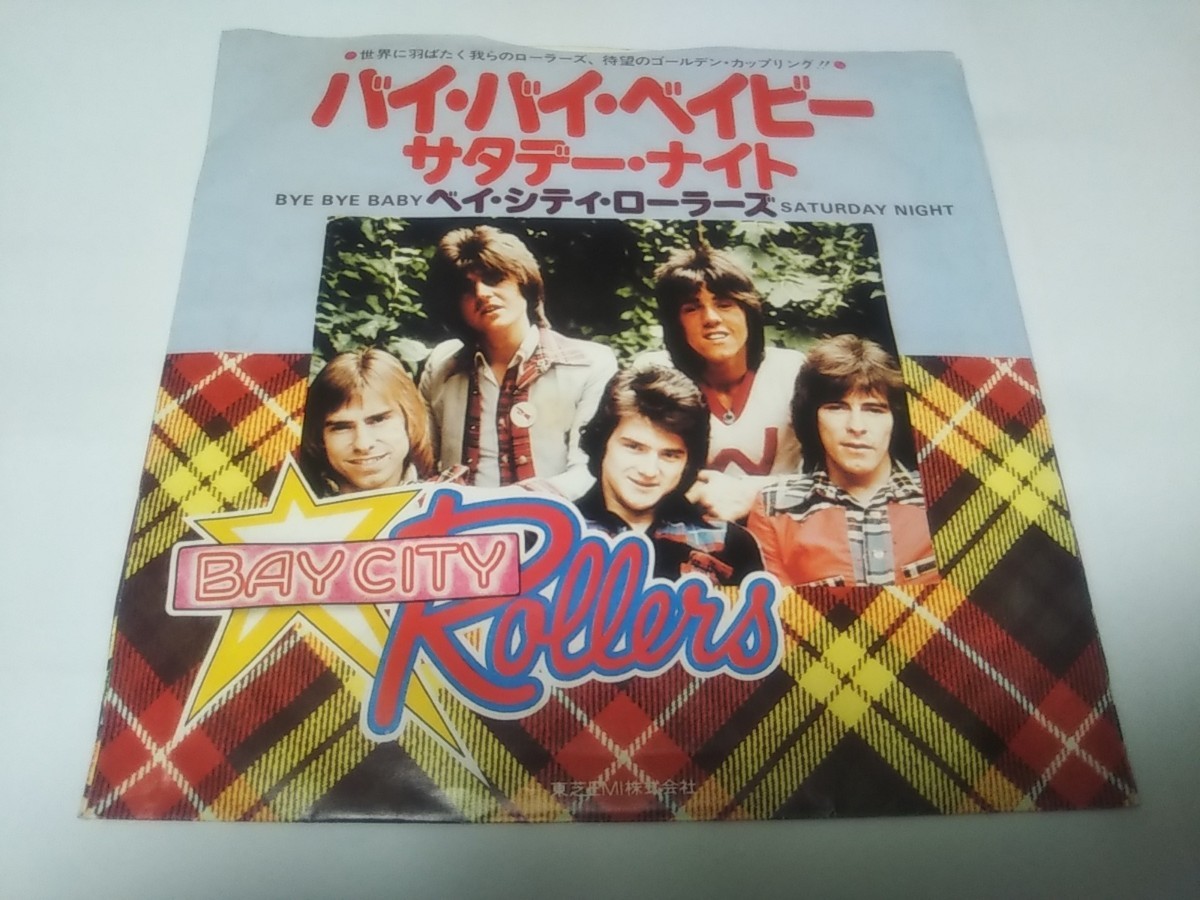 ●世界に羽ばたく我らのローラーズ、待望のゴールデン・カップリング!!●
バイ・バイ・ベイビー
サタデー・ナイト
BYE BYE BABY ベイ・シティ・ローラーズ SATURDAY NIGHT
BAY CITY
Rollers
東芝EMI株式会社